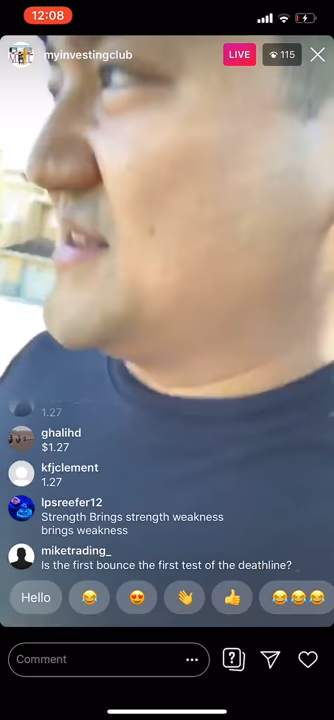 12:08
myinvestingclub
LIVE
115
1.27
ghalihd
$1.27
kfjclement
1.27
lpsreefer12
Strength Brings strength weakness
brings weakness
miketrading_
Is the first bounce the first test of the deathline?
Hello
Comment